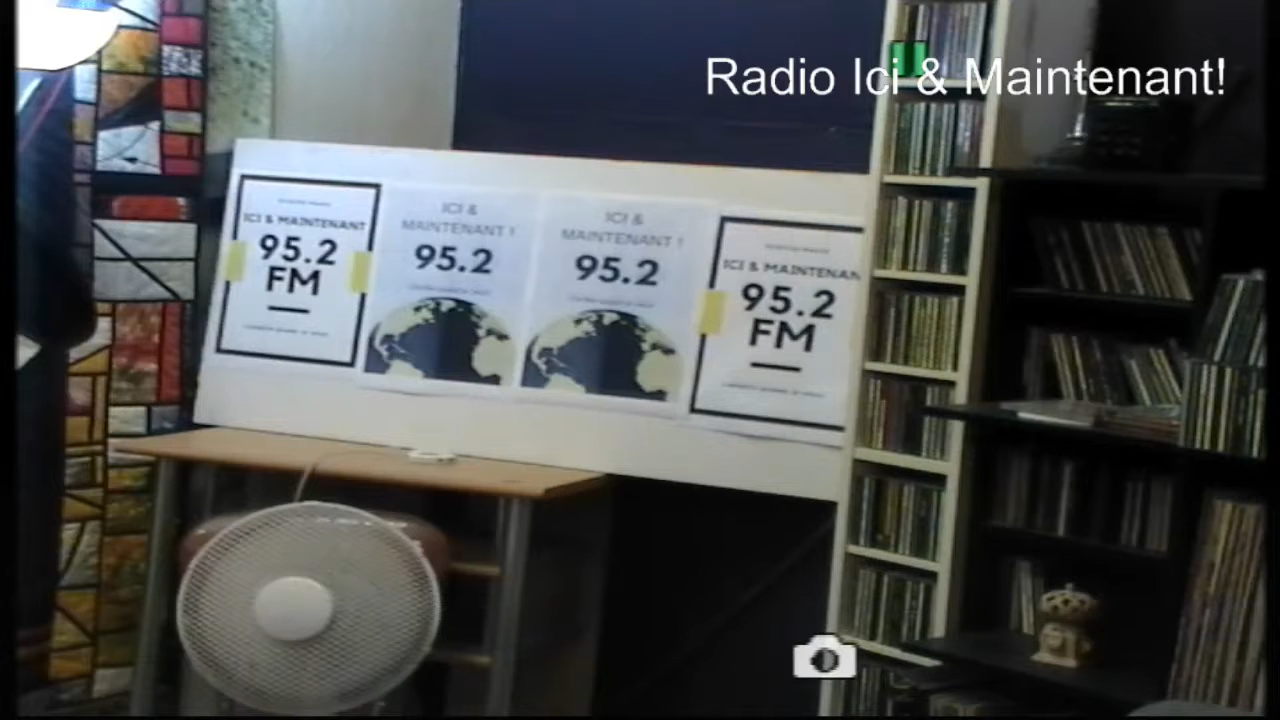 Radio Ici & Maintenant!
ICI & MAINTENANT
95.2
FM
ICI &
MAINTENANT !
95.2
ICI &
MAINTENANT !
95.2
ICI & MAINTENAN
95.2
FM